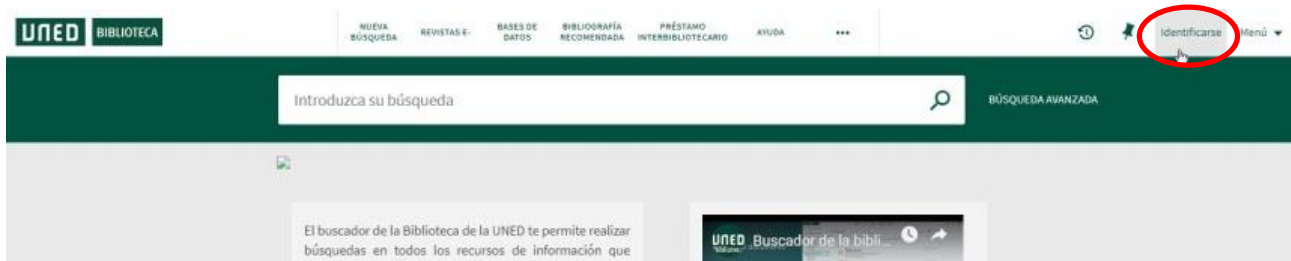 UNED BIBLIOTECA
NUEVA BÚSQUEDA
REVISTAS E-
BASES DE DATOS
BIBLIOGRAFÍA RECOMENDADA
PRÉSTAMO INTERBIBLIOTECARIO
AYUDA
•••
Identificarse
Menú
Introduzca su búsqueda
BÚSQUEDA AVANZADA
El buscador de la Biblioteca de la UNED te permite realizar
búsquedas en todos los recursos de información que
UNED Buscador de la bibli...